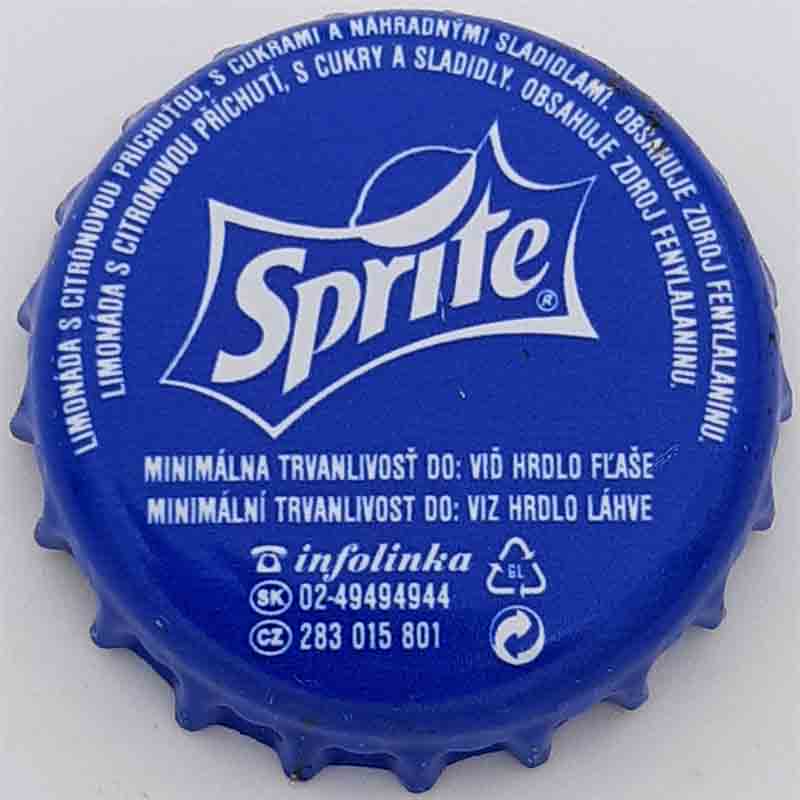 LIMONÁDA S CITRÓNOVOU PRÍCHUŤOU, S CUKRAMI A NÁHRADNÝMI SLADIDLAMI. OBSAHUJE ZDROJ FENYLALANÍNU.
LIMONÁDA S CITRONOVOU PŘÍCHUTÍ, S CUKRY A SLADIDLY. OBSAHUJE ZDROJ FENYLALANINU.
Sprite ®
MINIMÁLNA TRVANLIVOSŤ DO: VIĎ HRDLO FĽAŠE
MINIMÁLNÍ TRVANLIVOST DO: VIZ HRDLO LÁHVE
infolinka
SK 02-49494944
CZ 283 015 801
GL